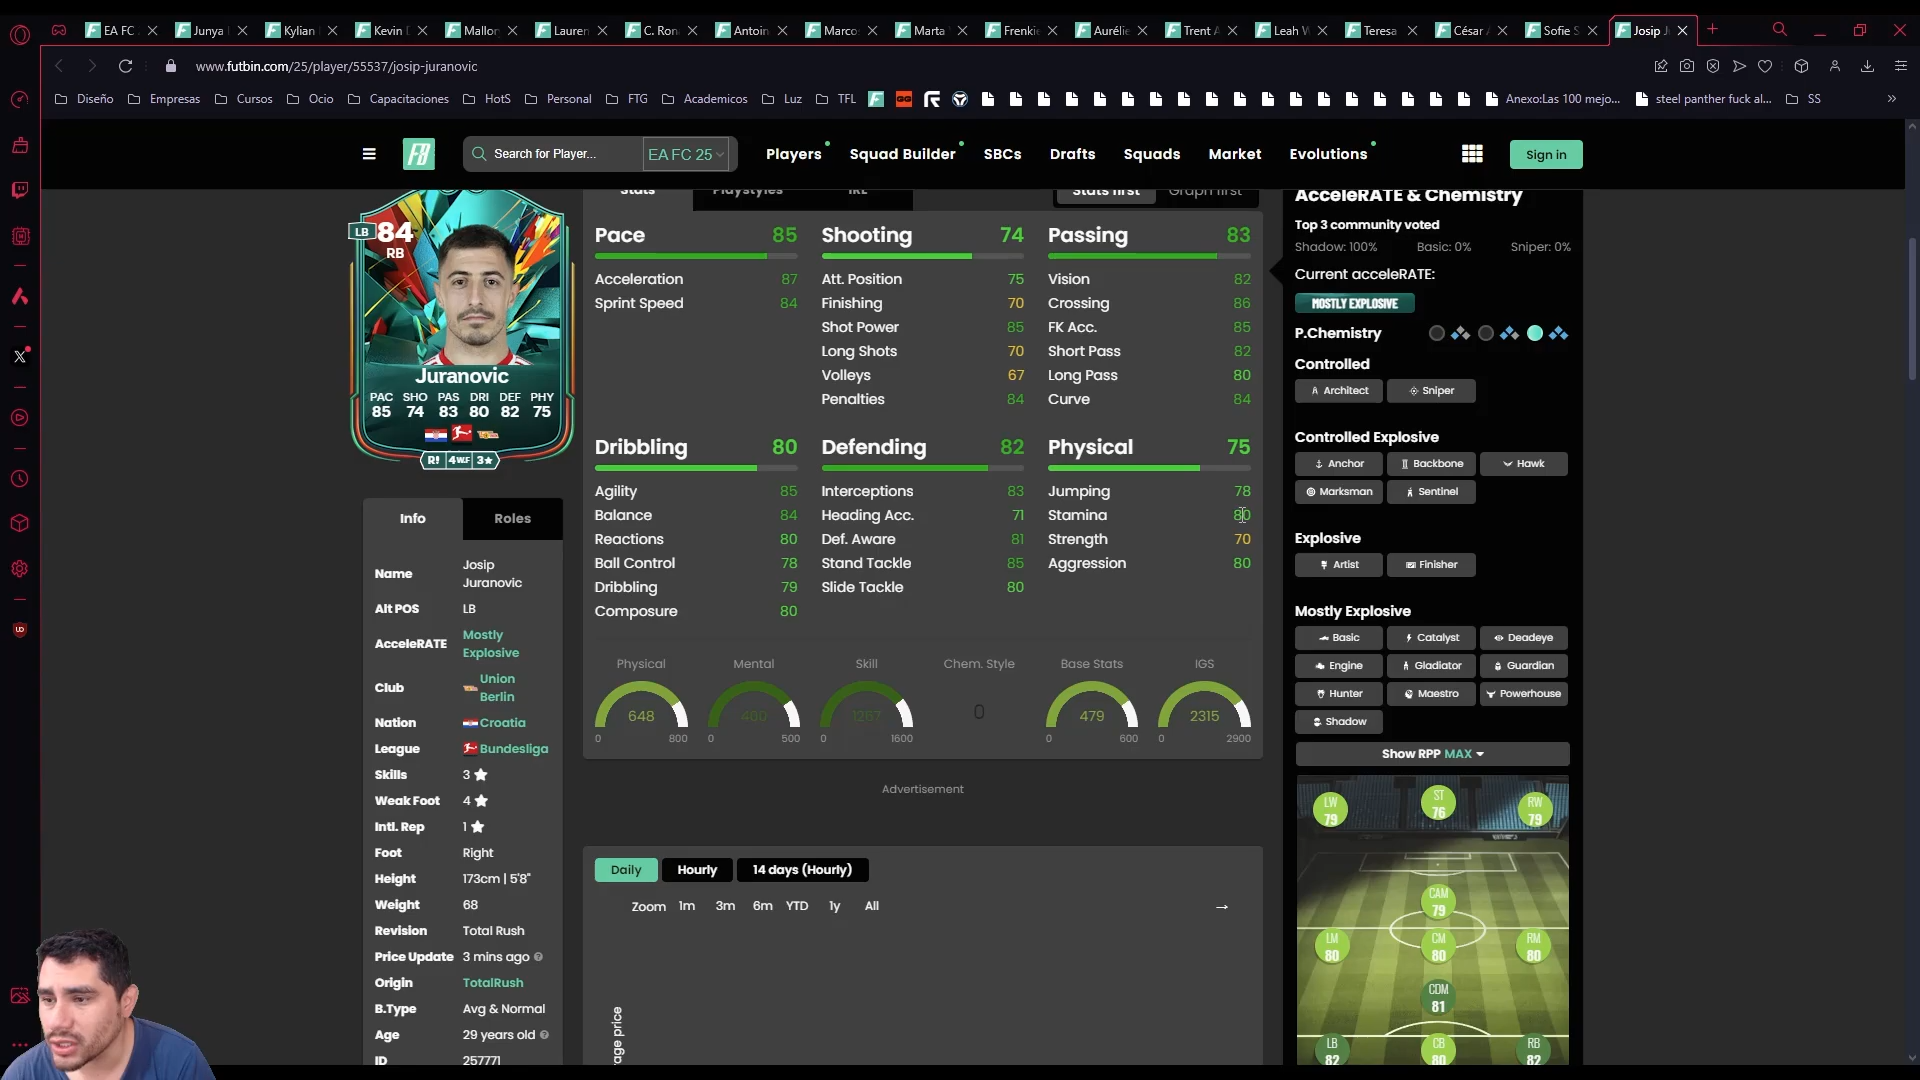 EA FC
Junya
Kylian
Kevin D
Mallor
Lauren
C. Ron
Antoin
Marco
Marta
Frenkie
Aurélie
Trent A
Leah W
Teresa
César A
Sofie S
Josip J
www.futbin.com/25/player/55537/josip-juranovic
Diseño Empresas Cursos Ocio Capacitaciones HotS Personal FTG Academicos Luz TFL Anexo:Las 100 mejo... steel panther fuck al... SS »
Search for Player... EA FC 25 Players Squad Builder SBCs Drafts Squads Market Evolutions Sign in
Stats Playstyles IRL Stats first Graph first
LB 84
RB
Juranovic
PAC SHO PAS DRI DEF PHY
85 74 83 80 82 75
R! 4W.F 3★
Info Roles
Name Josip Juranovic
Alt POS LB
AcceleRATE Mostly Explosive
Club Union Berlin
Nation Croatia
League Bundesliga
Skills 3
Weak Foot 4
Intl. Rep 1
Foot Right
Height 173cm | 5'8"
Weight 68
Revision Total Rush
Price Update 3 mins ago
Origin TotalRush
B.Type Avg & Normal
Age 29 years old
ID 257771
Pace 85
Acceleration 87
Sprint Speed 84
Shooting 74
Att. Position 75
Finishing 70
Shot Power 85
Long Shots 70
Volleys 67
Penalties 84
Passing 83
Vision 82
Crossing 86
FK Acc. 85
Short Pass 82
Long Pass 80
Curve 84
Dribbling 80
Agility 85
Balance 84
Reactions 80
Ball Control 78
Dribbling 79
Composure 80
Defending 82
Interceptions 83
Heading Acc. 71
Def. Aware 81
Stand Tackle 85
Slide Tackle 80
Physical 75
Jumping 78
Stamina 80
Strength 70
Aggression 80
Physical Mental Skill Chem. Style Base Stats IGS
648 400 1267 0 479 2315
0 800 0 500 0 1600 0 600 0 2900
Advertisement
Daily Hourly 14 days (Hourly)
Zoom 1m 3m 6m YTD 1y All →
AcceleRATE & Chemistry
Top 3 community voted
Shadow: 100% Basic: 0% Sniper: 0%
Current acceleRATE:
MOSTLY EXPLOSIVE
P.Chemistry
Controlled
Architect Sniper
Controlled Explosive
Anchor Backbone Hawk
Marksman Sentinel
Explosive
Artist Finisher
Mostly Explosive
Basic Catalyst Deadeye
Engine Gladiator Guardian
Hunter Maestro Powerhouse
Shadow
Show RPP MAX
LW 79
ST 76
RW 79
CAM 79
LM 80
CM 80
RM 80
CDM 81
LB 82
CB 80
RB 82